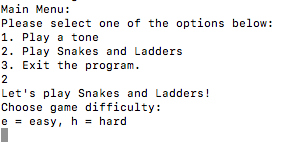 Main Menu:
Please select one of the options below:
1. Play a tone
2. Play Snakes and Ladders
3. Exit the program.
2
Let's play Snakes and Ladders!
Choose game difficulty:
e = easy, h = hard